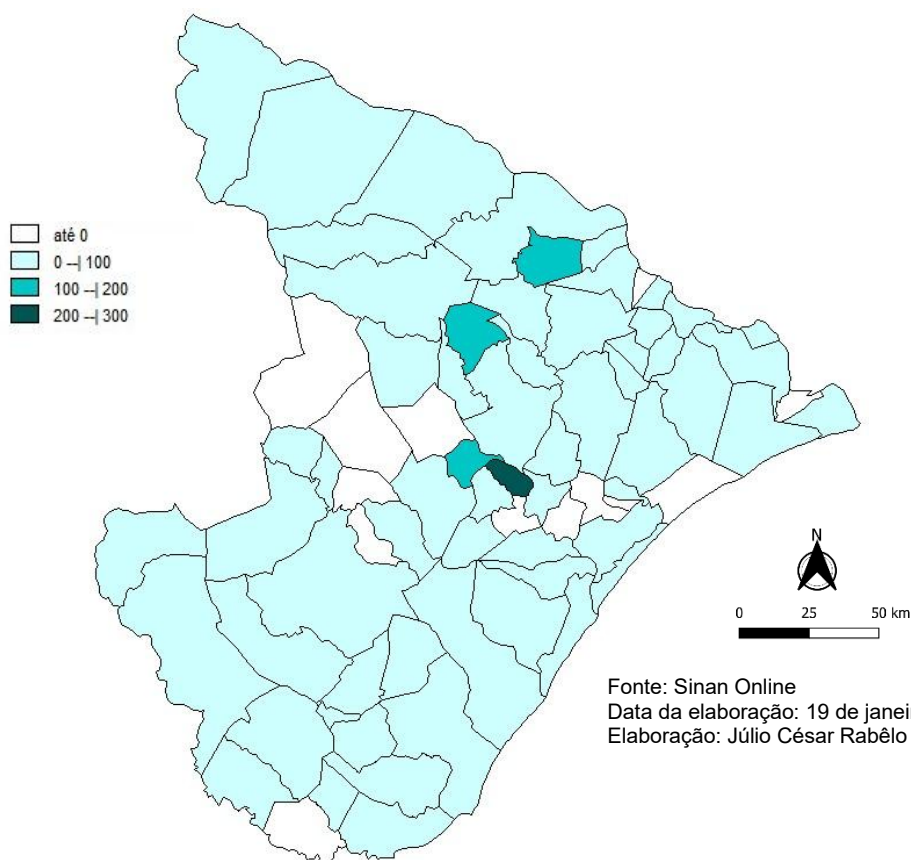 até 0
0 --| 100
100 --| 200
200 --| 300
N
0 25 50 km
Fonte: Sinan Online
Data da elaboração: 19 de janei
Elaboração: Júlio César Rabêlo